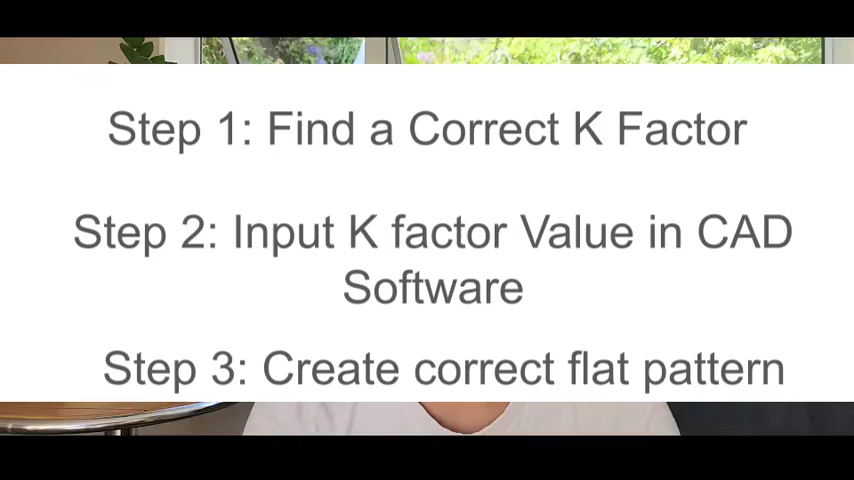 Step 1: Find a Correct K Factor
Step 2: Input K factor Value in CAD
Software
Step 3: Create correct flat pattern